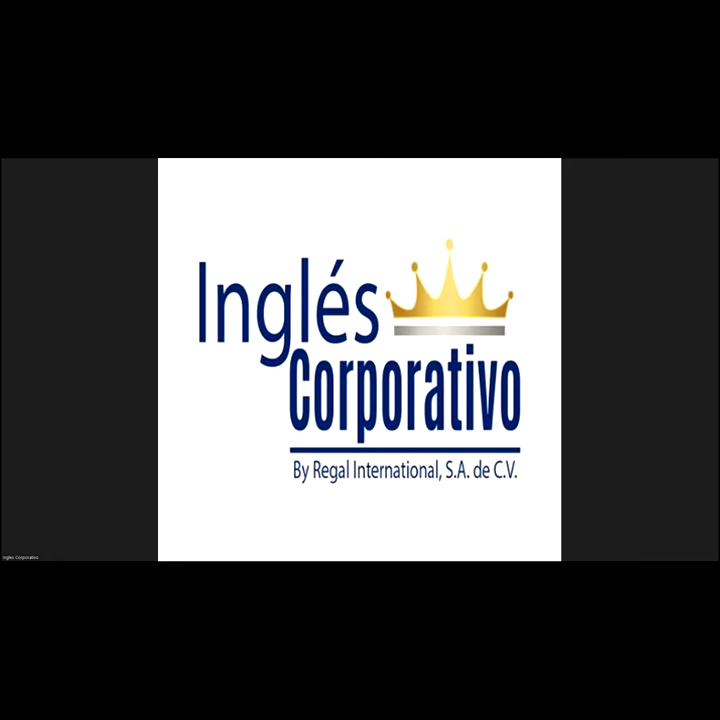 Inglés
Corporativo
By Regal International, S.A. de C.V.
Ingles Corporativo